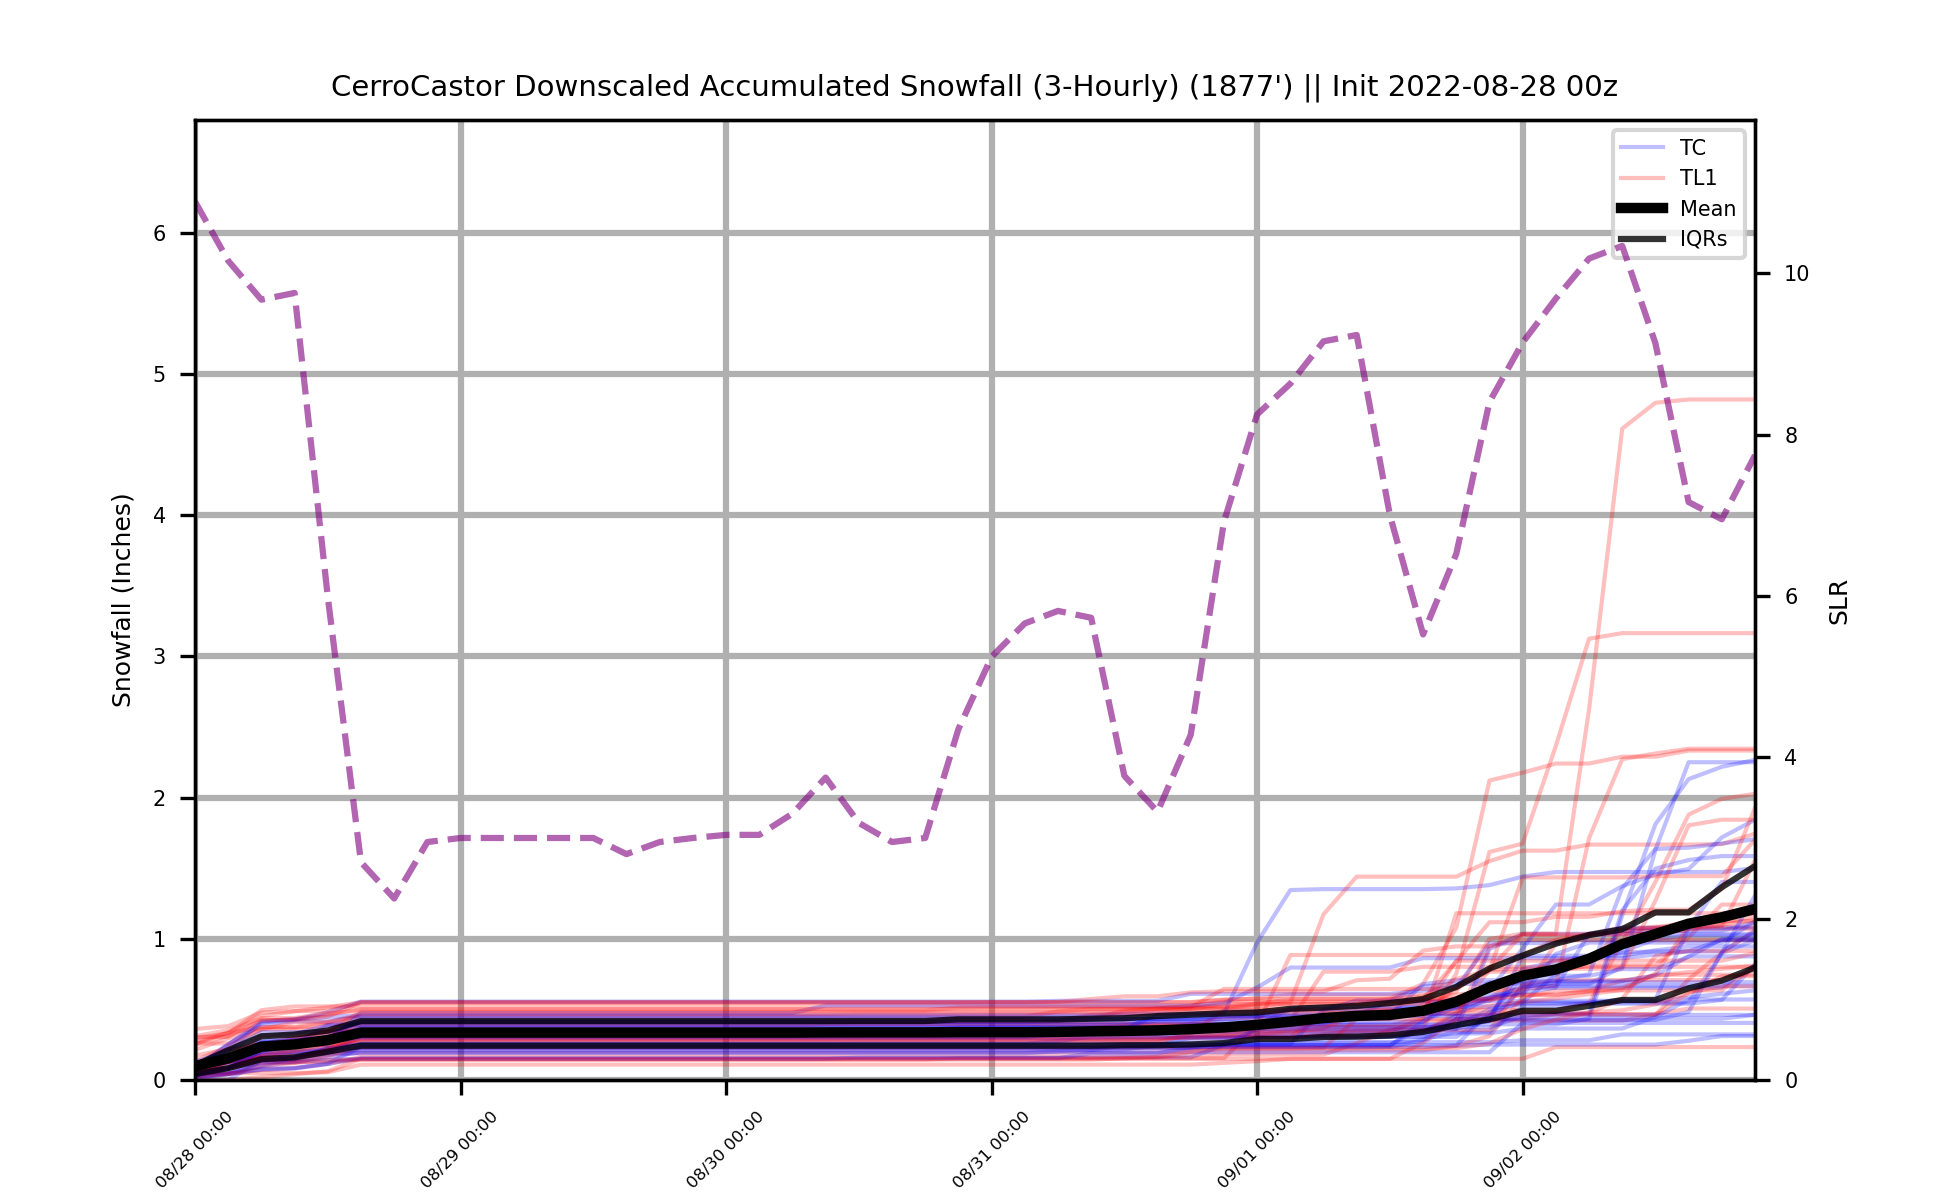 CerroCastor Downscaled Accumulated Snowfall (3-Hourly) (1877') || Init 2022-08-28 00z
TC
TL1
Mean
IQRs
Snowfall (Inches)
6
5
4
3
2
1
0
10
8
6
4
2
0
SLR
08/28 00:00
08/29 00:00
08/30 00:00
08/31 00:00
09/01 00:00
09/02 00:00